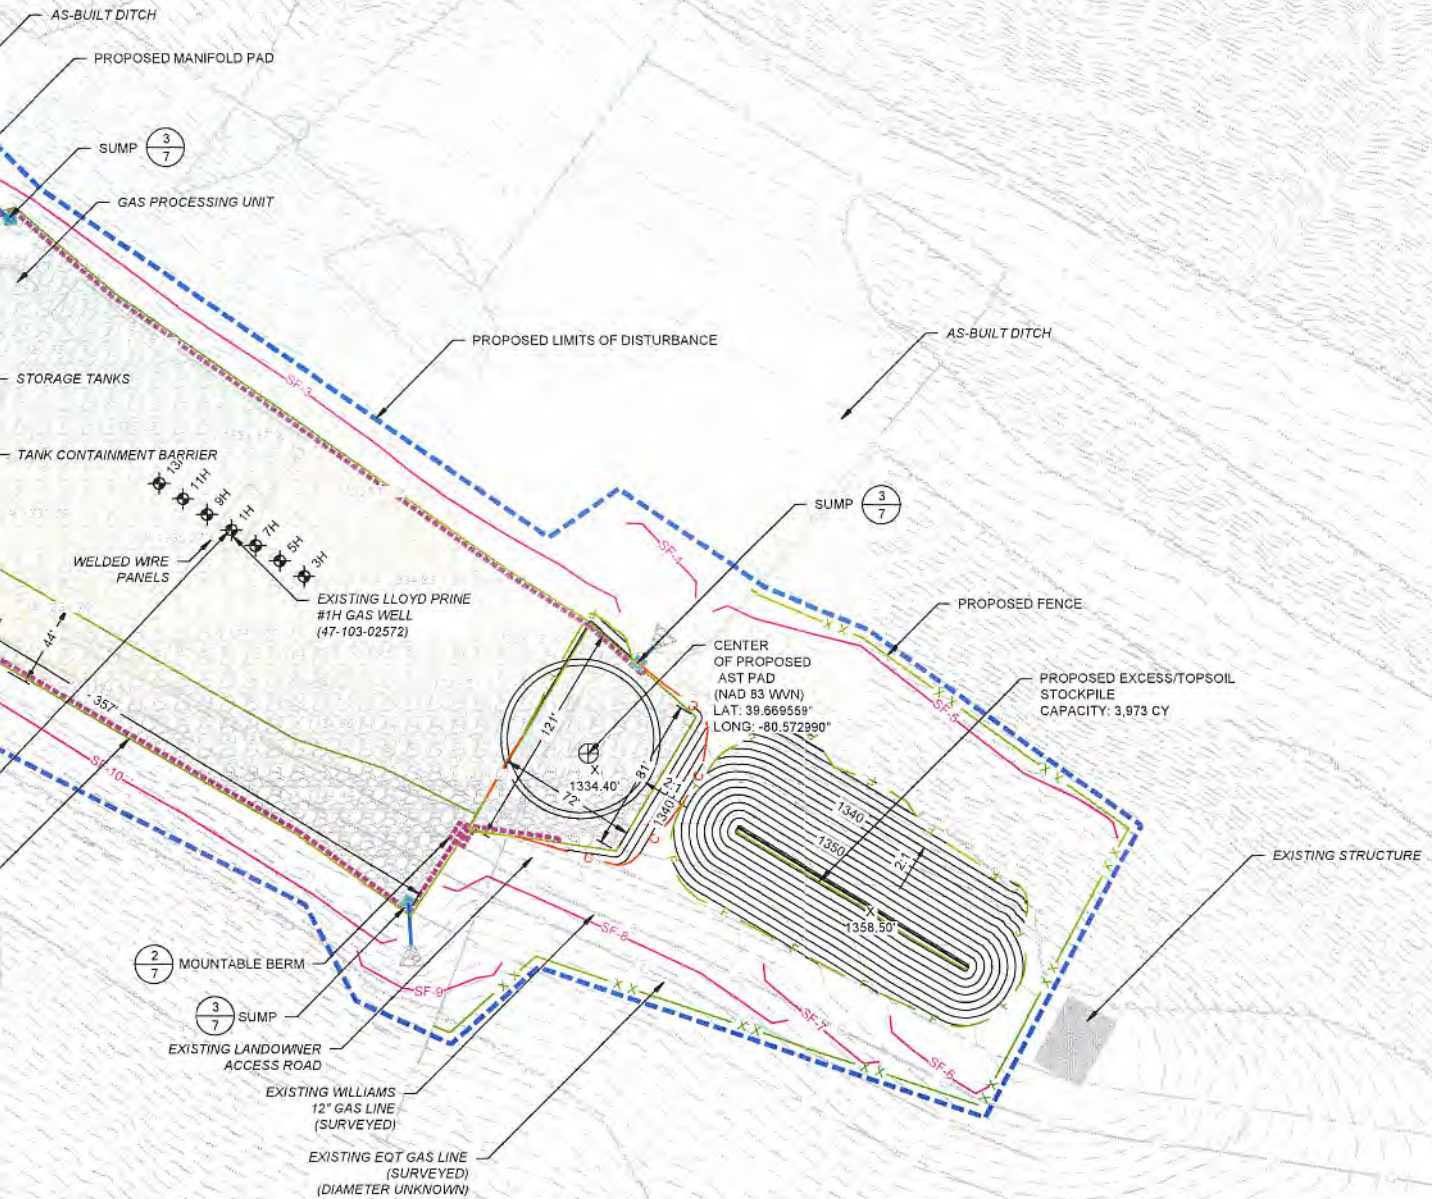 AS-BUILT DITCH
PROPOSED MANIFOLD PAD
SUMP
3
7
GAS PROCESSING UNIT
PROPOSED LIMITS OF DISTURBANCE
AS-BUILT DITCH
STORAGE TANKS
SF-3
TANK CONTAINMENT BARRIER
11H
9H
1H
7H
5H
3H
WELDED WIRE
PANELS
EXISTING LLOYD PRINE
#1H GAS WELL
(47-103-02572)
SUMP
3
7
SF-4
PROPOSED FENCE
44'
357'
CENTER
OF PROPOSED
AST PAD
(NAD 83 WVN)
LAT: 39.669559°
LONG: -80.572990°
PROPOSED EXCESS/TOPSOIL
STOCKPILE
CAPACITY: 3,973 CY
SF-5
121'
X
1334.40'
72'
81'
2:1
1340
C
C
C
C
SF-10
1340
1350
2:1
X
1358.50'
EXISTING STRUCTURE
SF-8
2
7
MOUNTABLE BERM
SF-9
3
7
SUMP
SF-7
SF-6
EXISTING LANDOWNER
ACCESS ROAD
EXISTING WILLIAMS
12" GAS LINE
(SURVEYED)
EXISTING EQT GAS LINE
(SURVEYED)
(DIAMETER UNKNOWN)